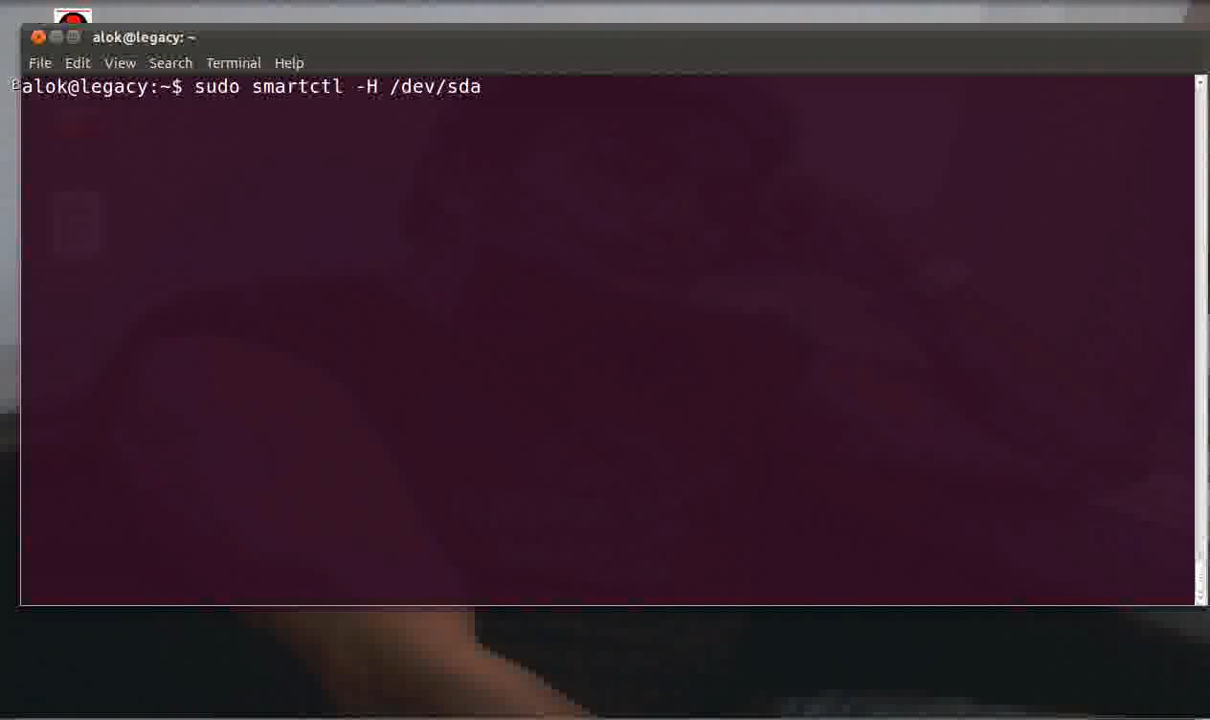 alok@legacy: ~
File Edit View Search Terminal Help
alok@legacy:~$ sudo smartctl -H /dev/sda